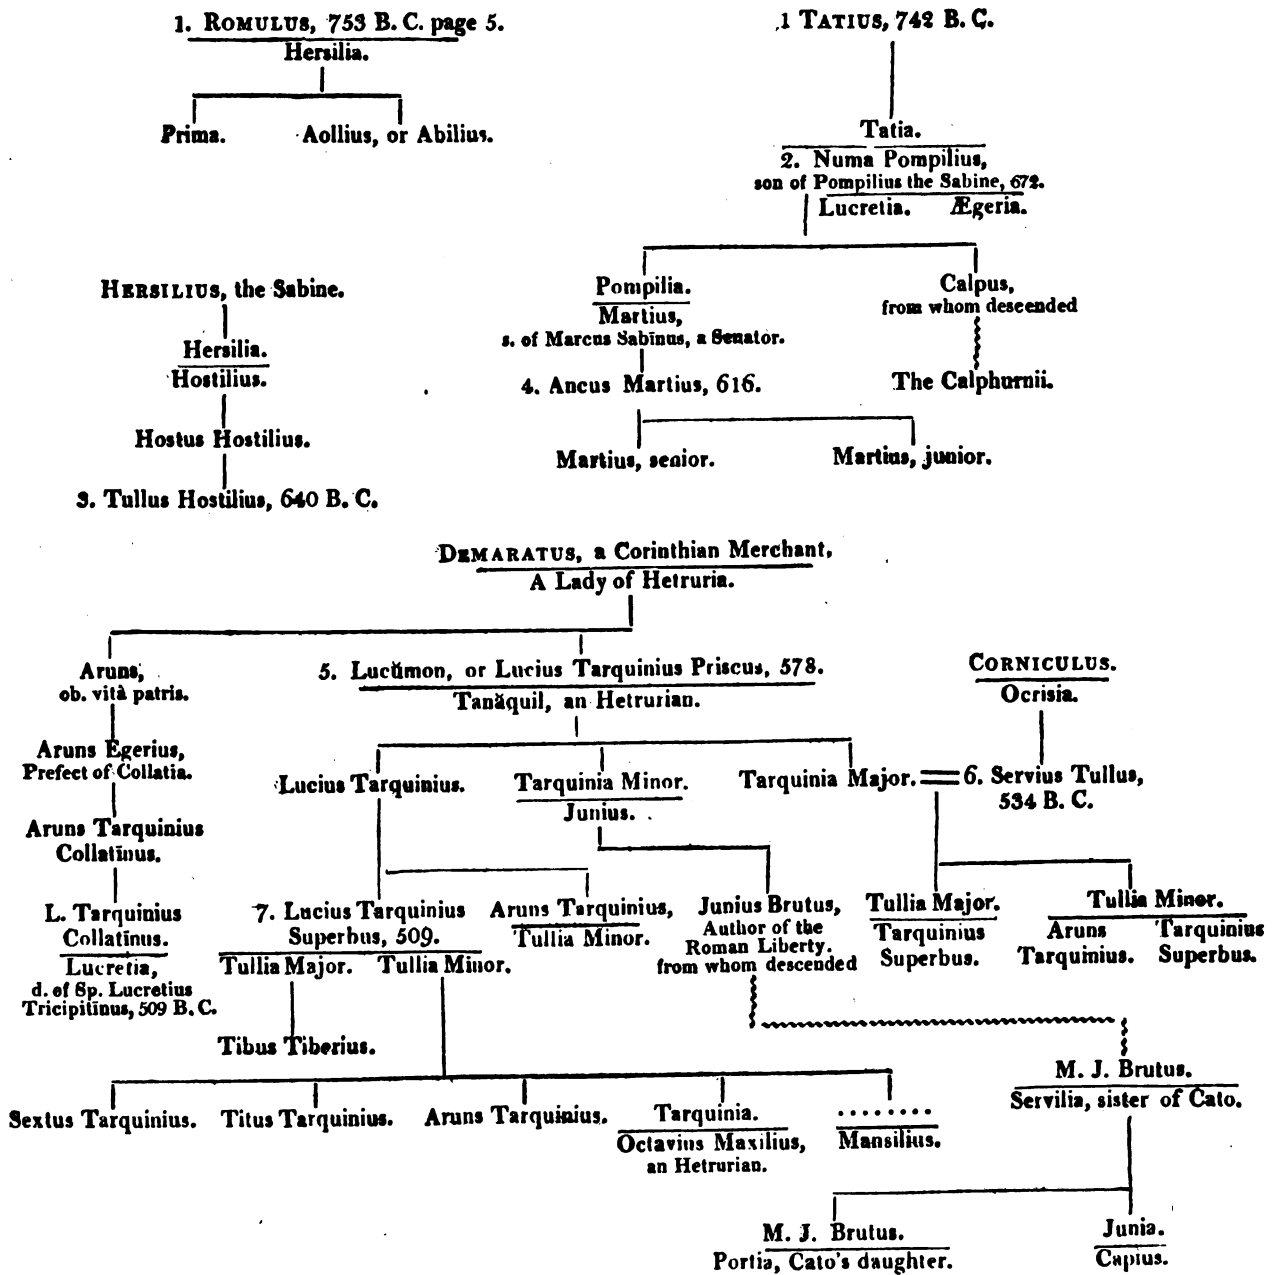 1. ROMULUS, 753 B. C. page 5.
Hersilia.
Prima.
Aollius, or Abilius.
1 TATIUS, 742 B. C.
Tatia.
2. Numa Pompilius,
son of Pompilius the Sabine, 672.
Lucretia. Ægeria.
HERSILIUS, the Sabine.
Hersilia.
Hostilius.
Hostus Hostilius.
3. Tullus Hostilius, 640 B. C.
Pompilia.
Martius,
s. of Marcus Sabīnus, a Senator.
4. Ancus Martius, 616.
Martius, senior.
Martius, junior.
Calpus,
from whom descended
The Calphurnii.
DEMARATUS, a Corinthian Merchant,
A Lady of Hetruria.
Aruns,
ob. vità patris.
Aruns Egerius,
Prefect of Collatia.
Aruns Tarquinius
Collatīnus.
L. Tarquinius
Collatīnus.
Lucretia,
d. of Sp. Lucretius
Tricipitīnus, 509 B. C.
5. Lucŭmon, or Lucius Tarquinius Priscus, 578.
Tanăquil, an Hetrurian.
CORNICULUS.
Ocrisia.
Lucius Tarquinius.
Tarquinia Minor.
Junius.
Tarquinia Major.
6. Servius Tullus,
534 B. C.
7. Lucius Tarquinius
Superbus, 509.
Tullia Major. Tullia Minor.
Aruns Tarquinius,
Tullia Minor.
Junius Brutus,
Author of the
Roman Liberty.
from whom descended
Tullia Major.
Tarquinius
Superbus.
Tullia Minor.
Aruns
Tarquinius.
Tarquinius
Superbus.
Tibus Tiberius.
Sextus Tarquinius.
Titus Tarquinius.
Aruns Tarquinius.
Tarquinia.
Octavius Maxilius,
an Hetrurian.
........
Mansilius.
M. J. Brutus.
Servilia, sister of Cato.
M. J. Brutus.
Portia, Cato's daughter.
Junia.
Capius.